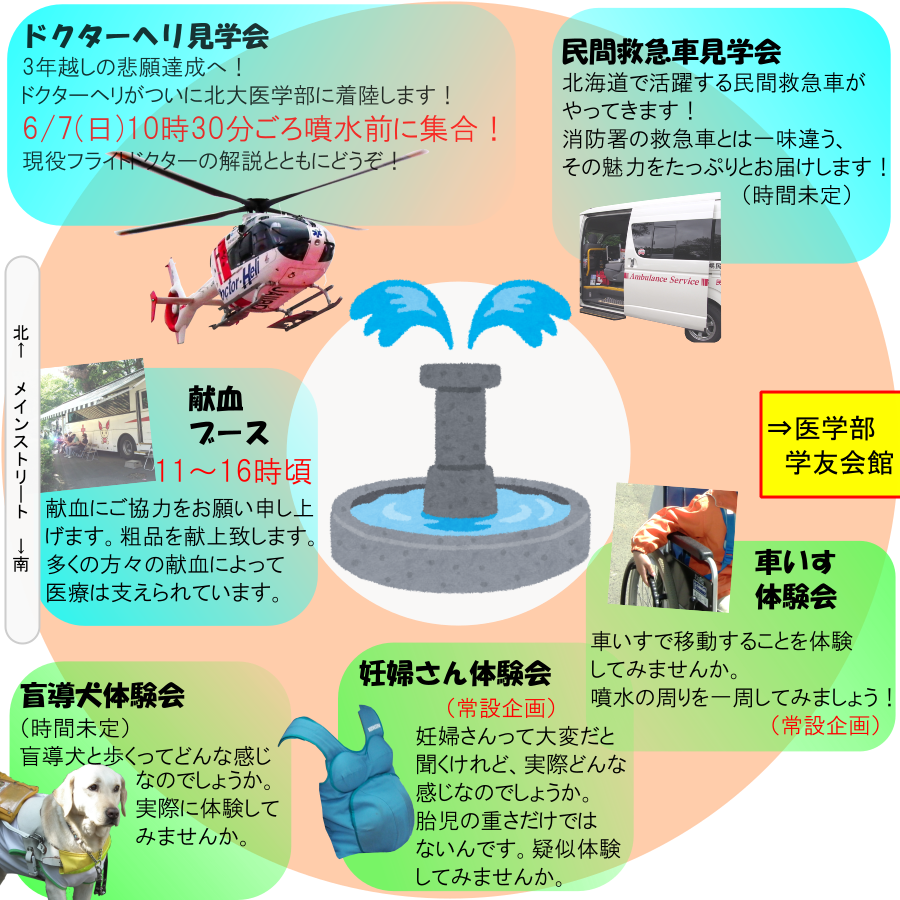 ドクターヘリ見学会
3年越しの悲願達成へ！
ドクターヘリがついに北大医学部に着陸します！
6/7(日)10時30分ごろ噴水前に集合！
現役フライトドクターの解説とともにどうぞ！
民間救急車見学会
北海道で活躍する民間救急車が
やってきます！
消防署の救急車とは一味違う、
その魅力をたっぷりとお届けします！
（時間未定）
Doctor-Heli
Ambulance Service
北↑
メインストリート
↓南
献血
ブース
11～16時頃
献血にご協力をお願い申し上
げます。粗品を献上致します。
多くの方々の献血によって
医療は支えられています。
⇒医学部
学友会館
車いす
体験会
車いすで移動することを体験
してみませんか。
噴水の周りを一周してみましょう！
（常設企画）
盲導犬体験会
（時間未定）
盲導犬と歩くってどんな感じ
なのでしょうか。
実際に体験して
みませんか。
妊婦さん体験会
（常設企画）
妊婦さんって大変だと
聞くけれど、実際どんな
感じなのでしょうか。
胎児の重さだけでは
ないんです。疑似体験
してみませんか。